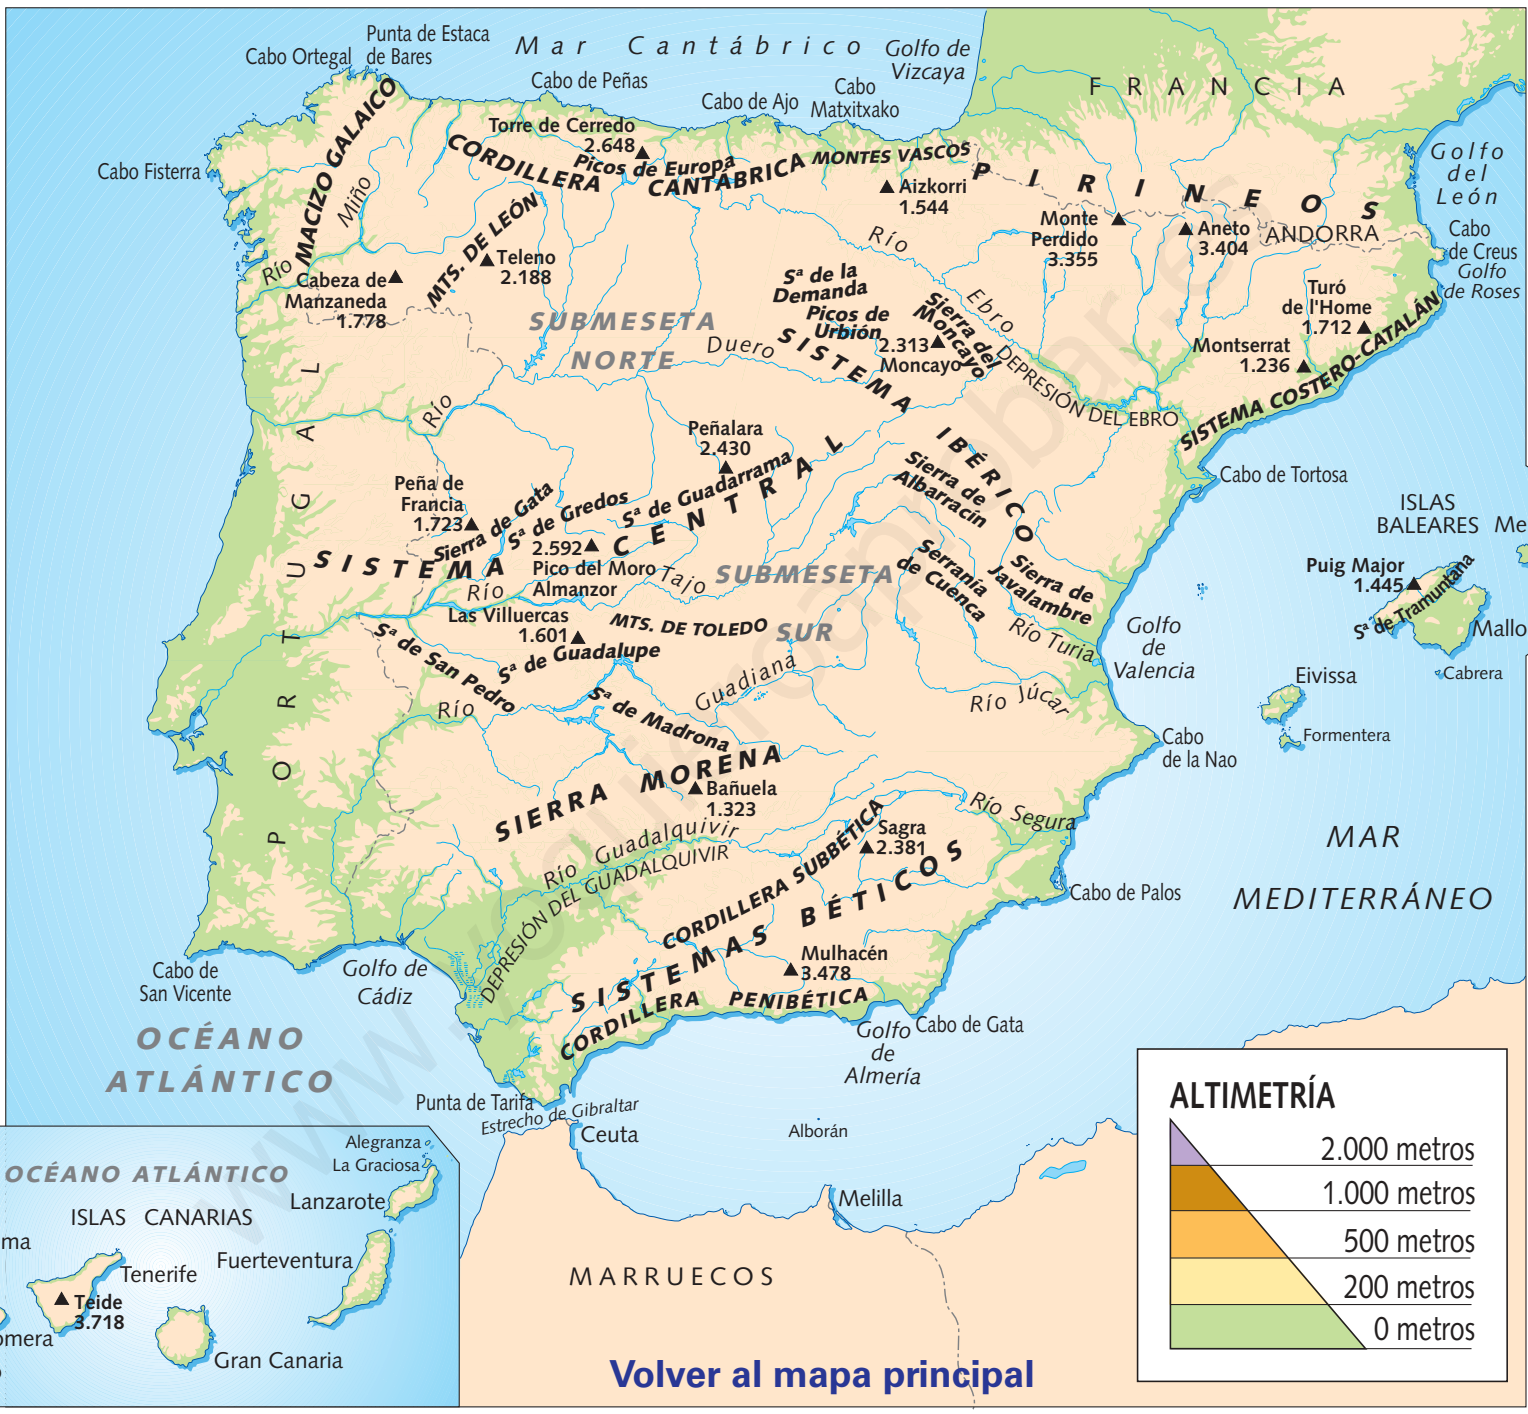 Mar Cantábrico
Golfo de
Vizcaya
Punta de Estaca
de Bares
Cabo Ortegal
Cabo de Peñas
Cabo de Ajo
Cabo
Matxitxako
FRANCIA
Cabo Fisterra
MACIZO GALAICO
Torre de Cerredo
2.648
Picos de Europa
CORDILLERA CANTÁBRICA
MONTES VASCOS
Aizkorri
1.544
PIRINEOS
Monte
Perdido
3.355
Aneto
3.404
ANDORRA
Golfo
del
León
Cabo
de Creus
Golfo
de Roses
Río Miño
Cabeza de
Manzaneda
1.778
MTS. DE LEÓN
Teleno
2.188
SUBMESETA
NORTE
Río Duero
Sª de la
Demanda
Picos de
Urbión
2.313
Moncayo
Sierra del
Moncayo
Río Ebro
DEPRESIÓN DEL EBRO
Turó
de l'Home
1.712
Montserrat
1.236
SISTEMA COSTERO-CATALÁN
Cabo de Tortosa
SISTEMA IBÉRICO
Sierra de
Albarracín
Serranía
de Cuenca
Sierra de
Javalambre
PORTUGAL
Peña de
Francia
1.723
Sierra de Gata
Sª de Gredos
Sª de Guadarrama
Peñalara
2.430
SISTEMA CENTRAL
2.592
Pico del Moro
Almanzor
Río Tajo
SUBMESETA
SUR
Las Villuercas
1.601
MTS. DE TOLEDO
Sª de San Pedro
Sª de Guadalupe
Río Guadiana
Sª de Madrona
Río Turia
Río Júcar
Golfo
de
Valencia
ISLAS
BALEARES
Me
Puig Major
1.445
Sª de Tramuntana
Mallo
Cabrera
Eivissa
Formentera
Cabo
de la Nao
SIERRA MORENA
Bañuela
1.323
Río Guadalquivir
DEPRESIÓN DEL GUADALQUIVIR
CORDILLERA SUBBÉTICA
Sagra
2.381
Río Segura
Cabo de Palos
SISTEMAS BÉTICOS
Mulhacén
3.478
CORDILLERA PENIBÉTICA
MAR
MEDITERRÁNEO
Cabo de
San Vicente
Golfo de
Cádiz
OCÉANO
ATLÁNTICO
Golfo
de
Almería
Cabo de Gata
Punta de Tarifa
Estrecho de Gibraltar
Ceuta
Alborán
Melilla
MARRUECOS
OCÉANO ATLÁNTICO
ISLAS CANARIAS
Alegranza
La Graciosa
Lanzarote
Fuerteventura
Tenerife
Teide
3.718
Gran Canaria
ma
omera
ALTIMETRÍA
2.000 metros
1.000 metros
500 metros
200 metros
0 metros
Volver al mapa principal